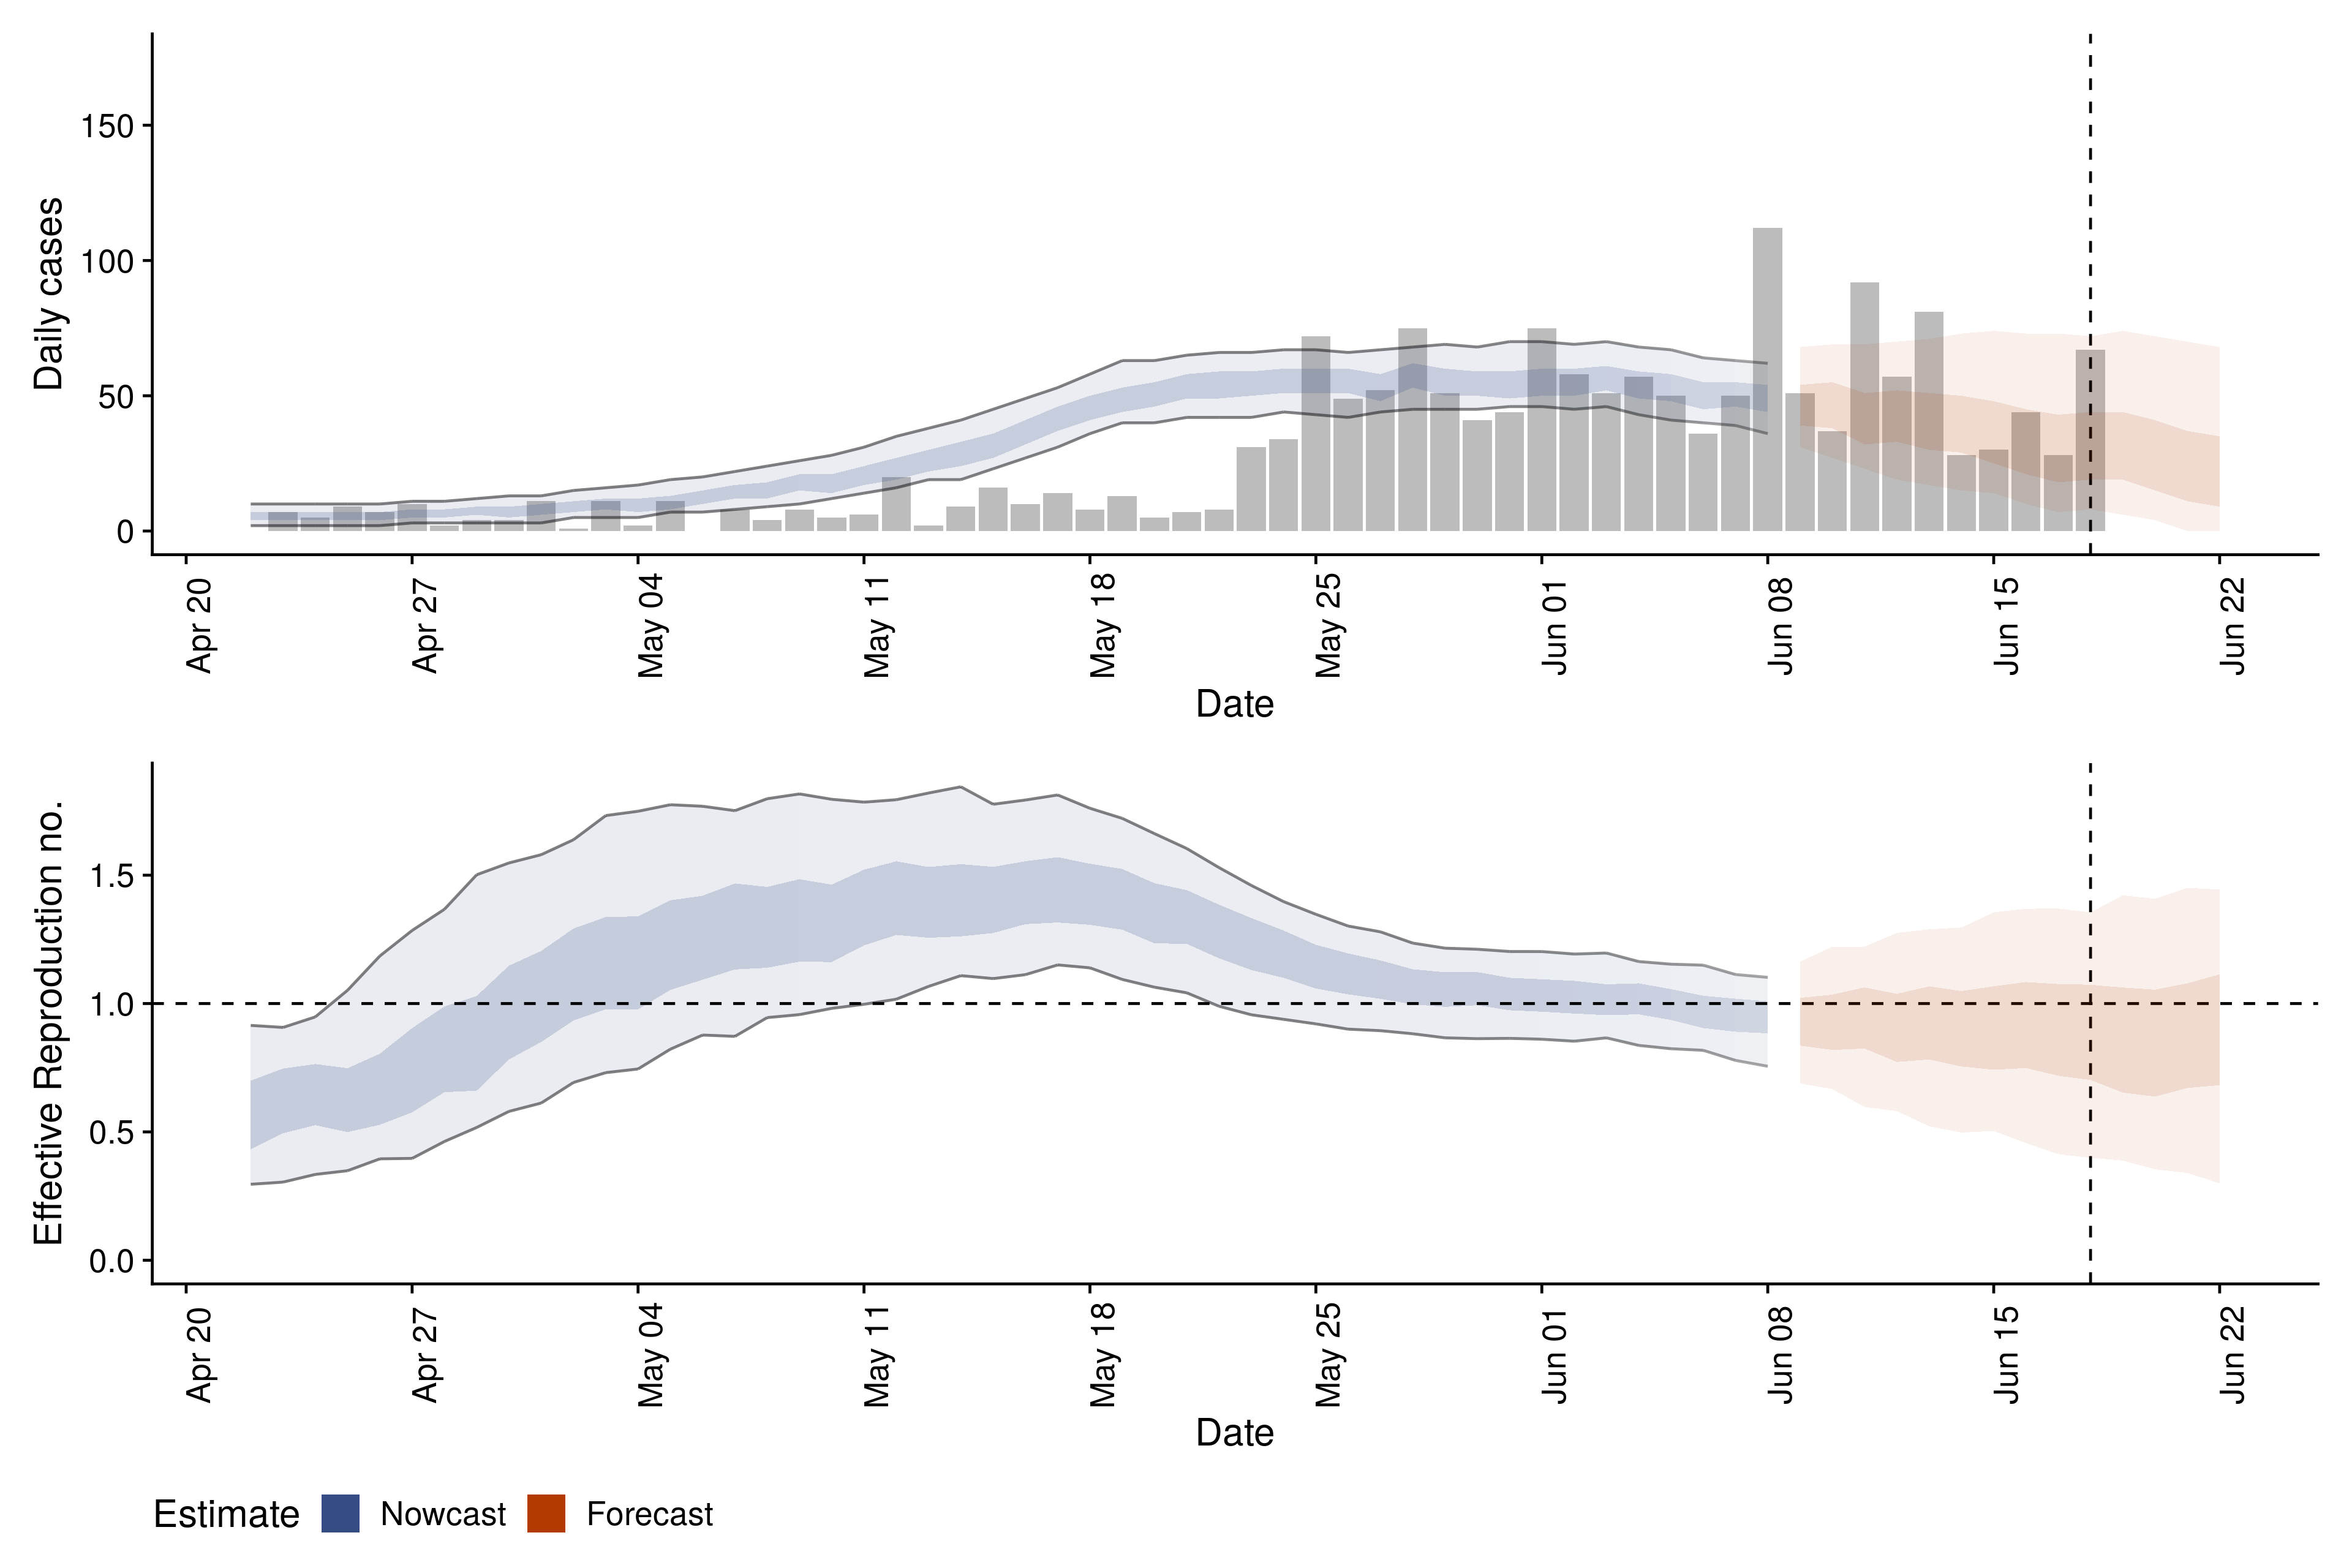 Daily cases
150
100
50
0
Apr 20
Apr 27
May 04
May 11
May 18
May 25
Jun 01
Jun 08
Jun 15
Jun 22
Date
Effective Reproduction no.
1.5
1.0
0.5
0.0
Apr 20
Apr 27
May 04
May 11
May 18
May 25
Jun 01
Jun 08
Jun 15
Jun 22
Date
Estimate Nowcast Forecast